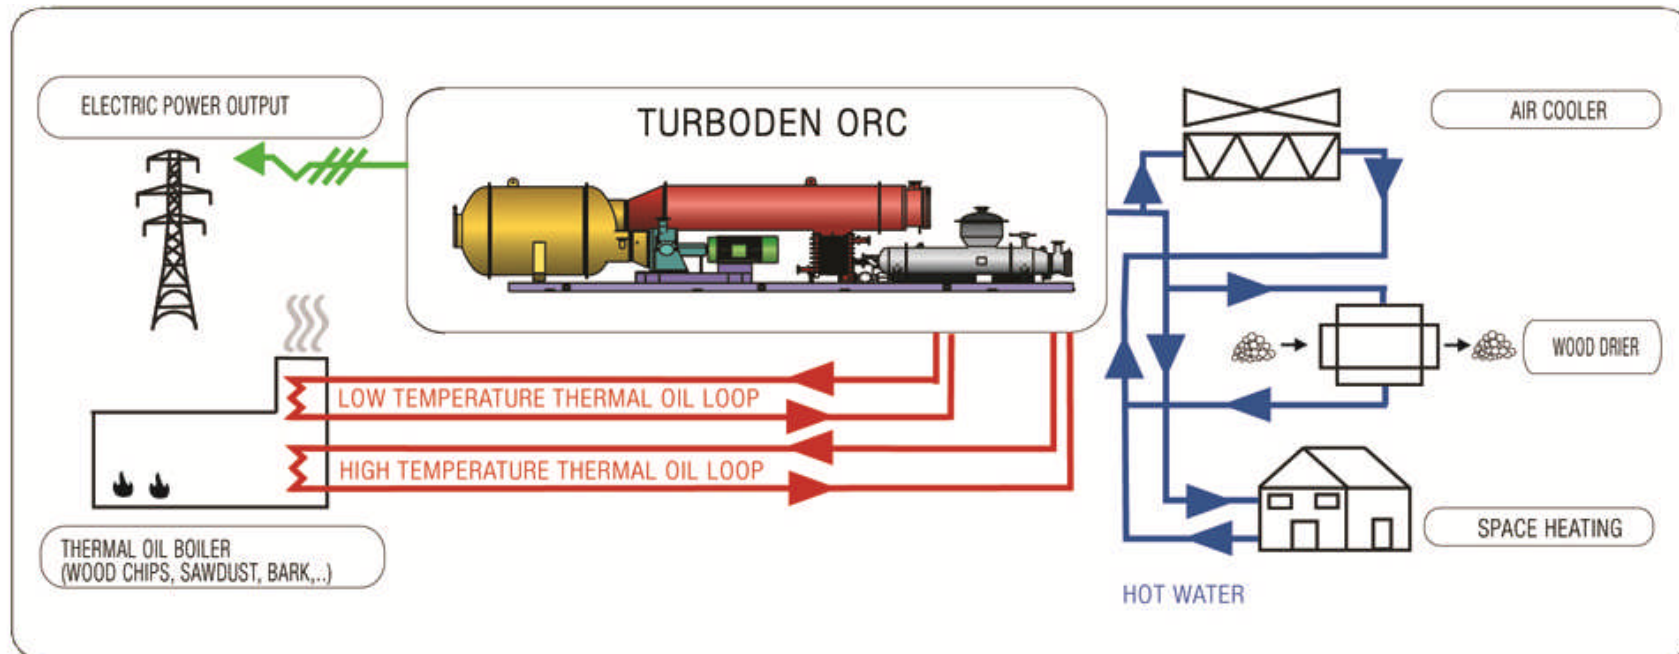 ELECTRIC POWER OUTPUT
TURBODEN ORC
AIR COOLER
WOOD DRIER
LOW TEMPERATURE THERMAL OIL LOOP
HIGH TEMPERATURE THERMAL OIL LOOP
SPACE HEATING
THERMAL OIL BOILER
(WOOD CHIPS, SAWDUST, BARK,..)
HOT WATER